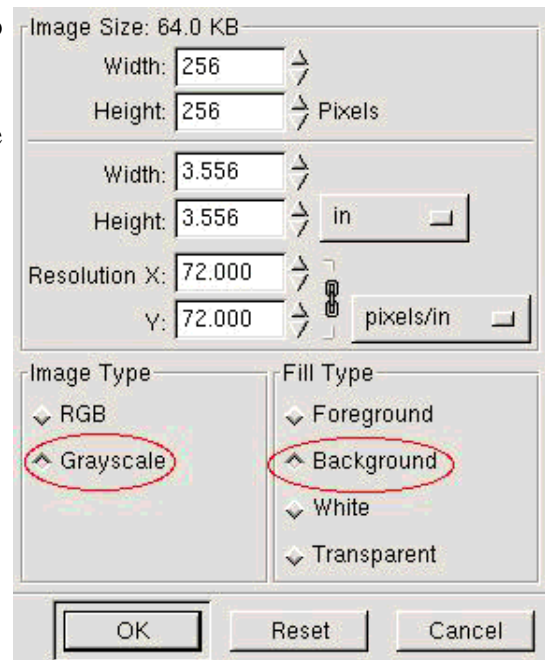 Image Size: 64.0 KB
Width: 256
Height: 256 Pixels
Width: 3.556
Height: 3.556 in
Resolution X: 72.000
Y: 72.000 pixels/in
Image Type
RGB
Grayscale
Fill Type
Foreground
Background
White
Transparent
OK Reset Cancel